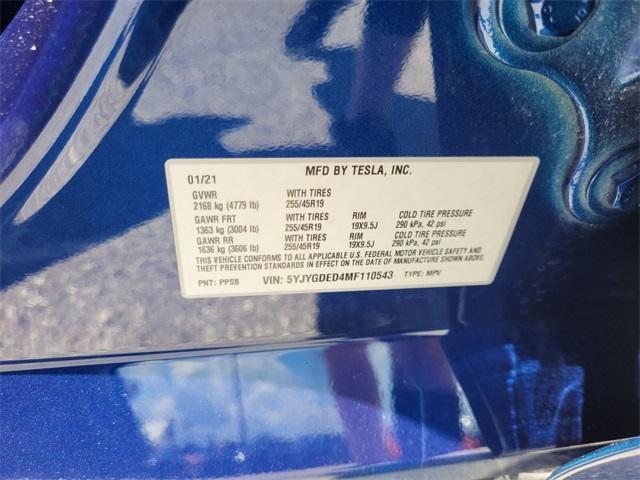 01/21 MFD BY TESLA, INC.
GVWR WITH TIRES
2168 kg (4779 lb) 255/45R19
GAWR FRT WITH TIRES RIM COLD TIRE PRESSURE
1363 kg (3004 lb) 255/45R19 19X9.5J 290 kPa, 42 psi
GAWR RR WITH TIRES RIM COLD TIRE PRESSURE
1636 kg (3606 lb) 255/45R19 19X9.5J 290 kPa, 42 psi
THIS VEHICLE CONFORMS TO ALL APPLICABLE U.S. FEDERAL MOTOR VEHICLE SAFETY AND
THEFT PREVENTION STANDARDS IN EFFECT ON THE DATE OF MANUFACTURE SHOWN ABOVE.
PNT: PPSB VIN: 5YJYGDED4MF110543 TYPE: MPV